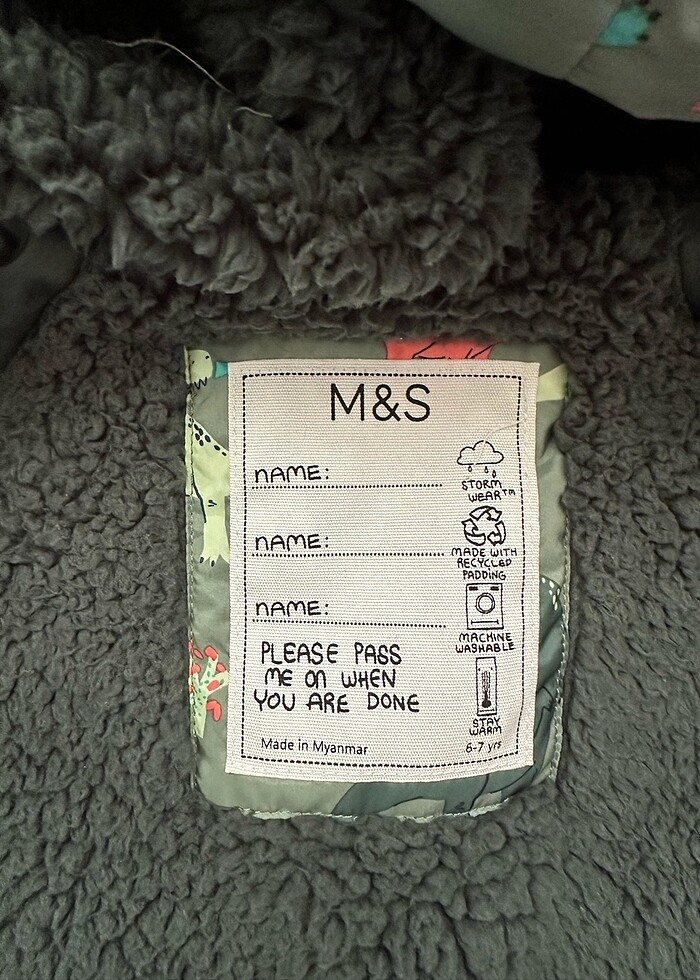 M&S
NAME:
NAME:
NAME:
PLEASE PASS
ME ON WHEN
YOU ARE DONE
Made in Myanmar
STORM
WEAR™
MADE WITH
RECYCLED
PADDING
MACHINE
WASHABLE
STAY
WARM
6-7 yrs